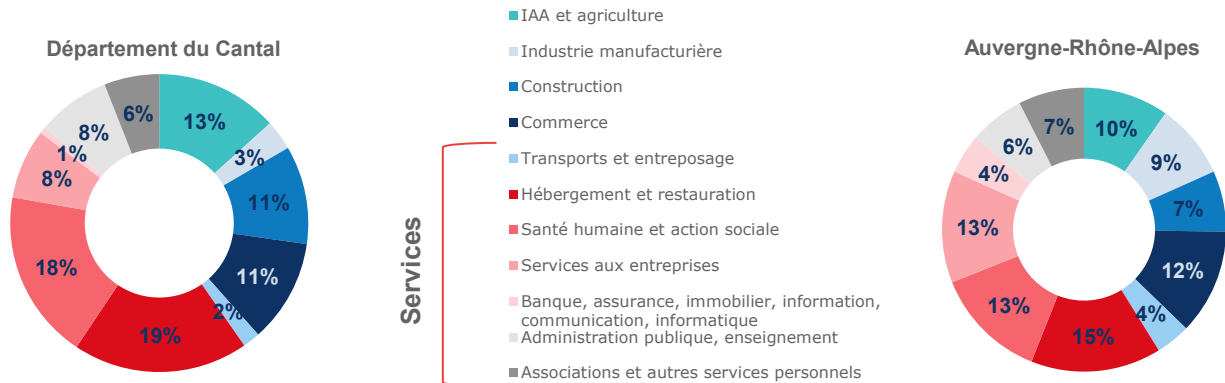 Département du Cantal
13%
3%
11%
11%
2%
19%
18%
8%
1%
8%
6%
IAA et agriculture
Industrie manufacturière
Construction
Commerce
Services
Transports et entreposage
Hébergement et restauration
Santé humaine et action sociale
Services aux entreprises
Banque, assurance, immobilier, information,
communication, informatique
Administration publique, enseignement
Associations et autres services personnels
Auvergne-Rhône-Alpes
10%
9%
7%
12%
4%
15%
13%
13%
4%
6%
7%